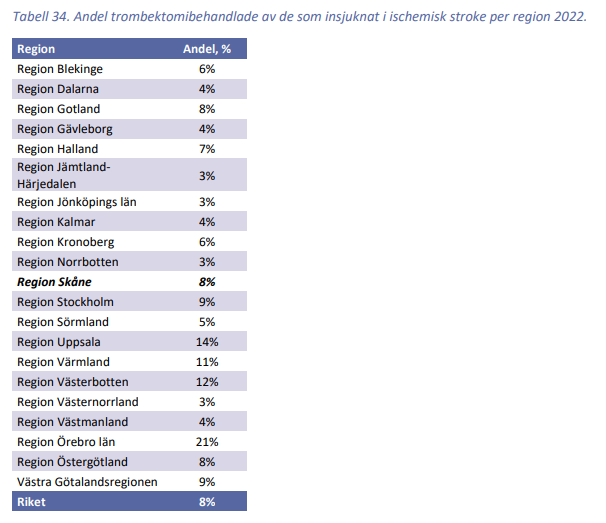 Tabell 34. Andel trombektomibehandlade av de som insjuknat i ischemisk stroke per region 2022.
Region Andel, %
Region Blekinge 6%
Region Dalarna 4%
Region Gotland 8%
Region Gävleborg 4%
Region Halland 7%
Region Jämtland-
Härjedalen 3%
Region Jönköpings län 3%
Region Kalmar 4%
Region Kronoberg 6%
Region Norrbotten 3%
Region Skåne 8%
Region Stockholm 9%
Region Sörmland 5%
Region Uppsala 14%
Region Värmland 11%
Region Västerbotten 12%
Region Västernorrland 3%
Region Västmanland 4%
Region Örebro län 21%
Region Östergötland 8%
Västra Götalandsregionen 9%
Riket 8%